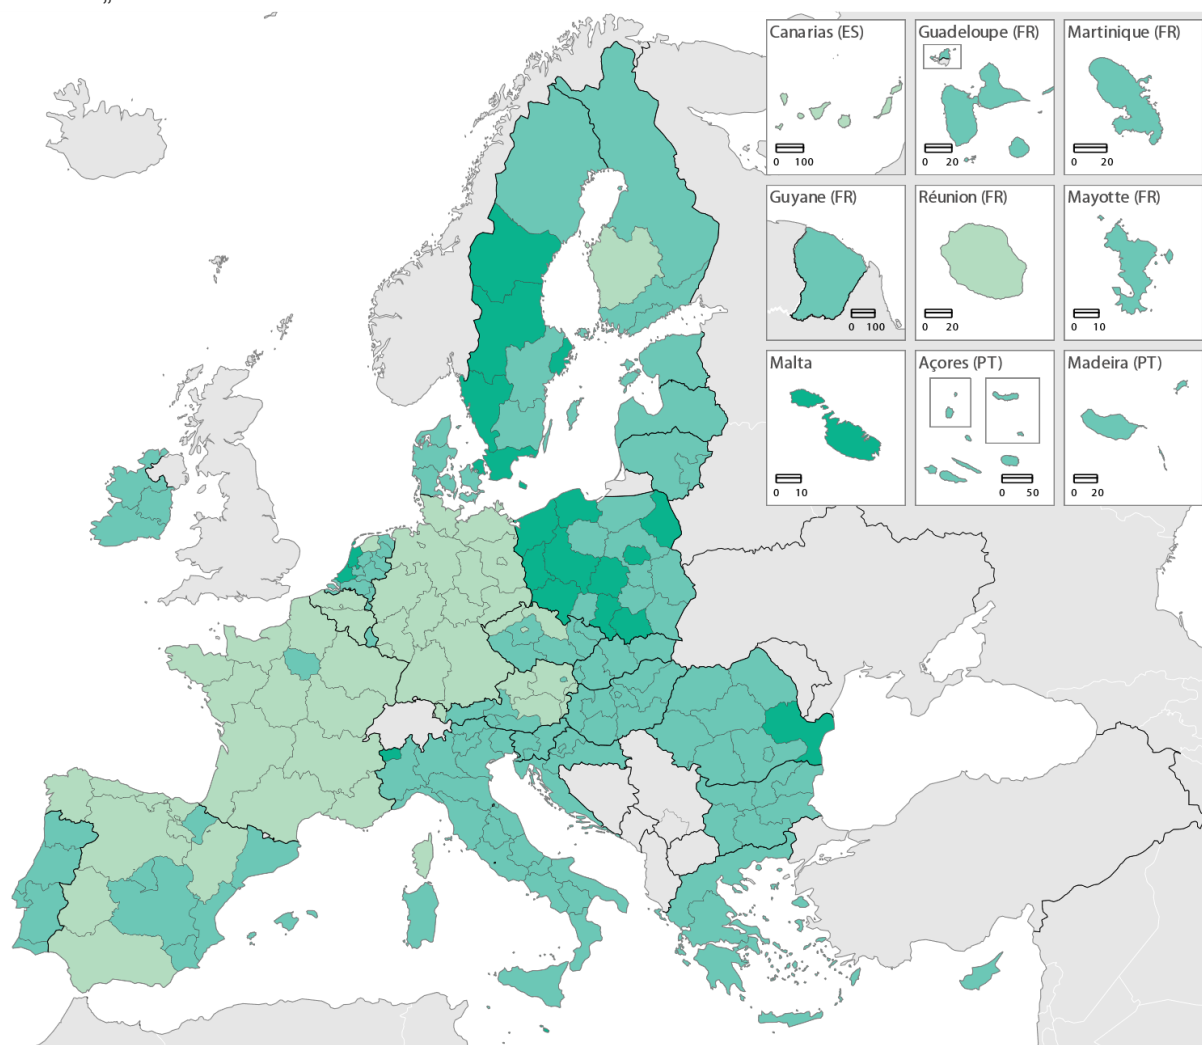 „
Canarias (ES)
0 100
Guadeloupe (FR)
0 20
Martinique (FR)
0 20
Guyane (FR)
0 100
Réunion (FR)
0 20
Mayotte (FR)
0 10
Malta
0 10
Açores (PT)
0 50
Madeira (PT)
0 20